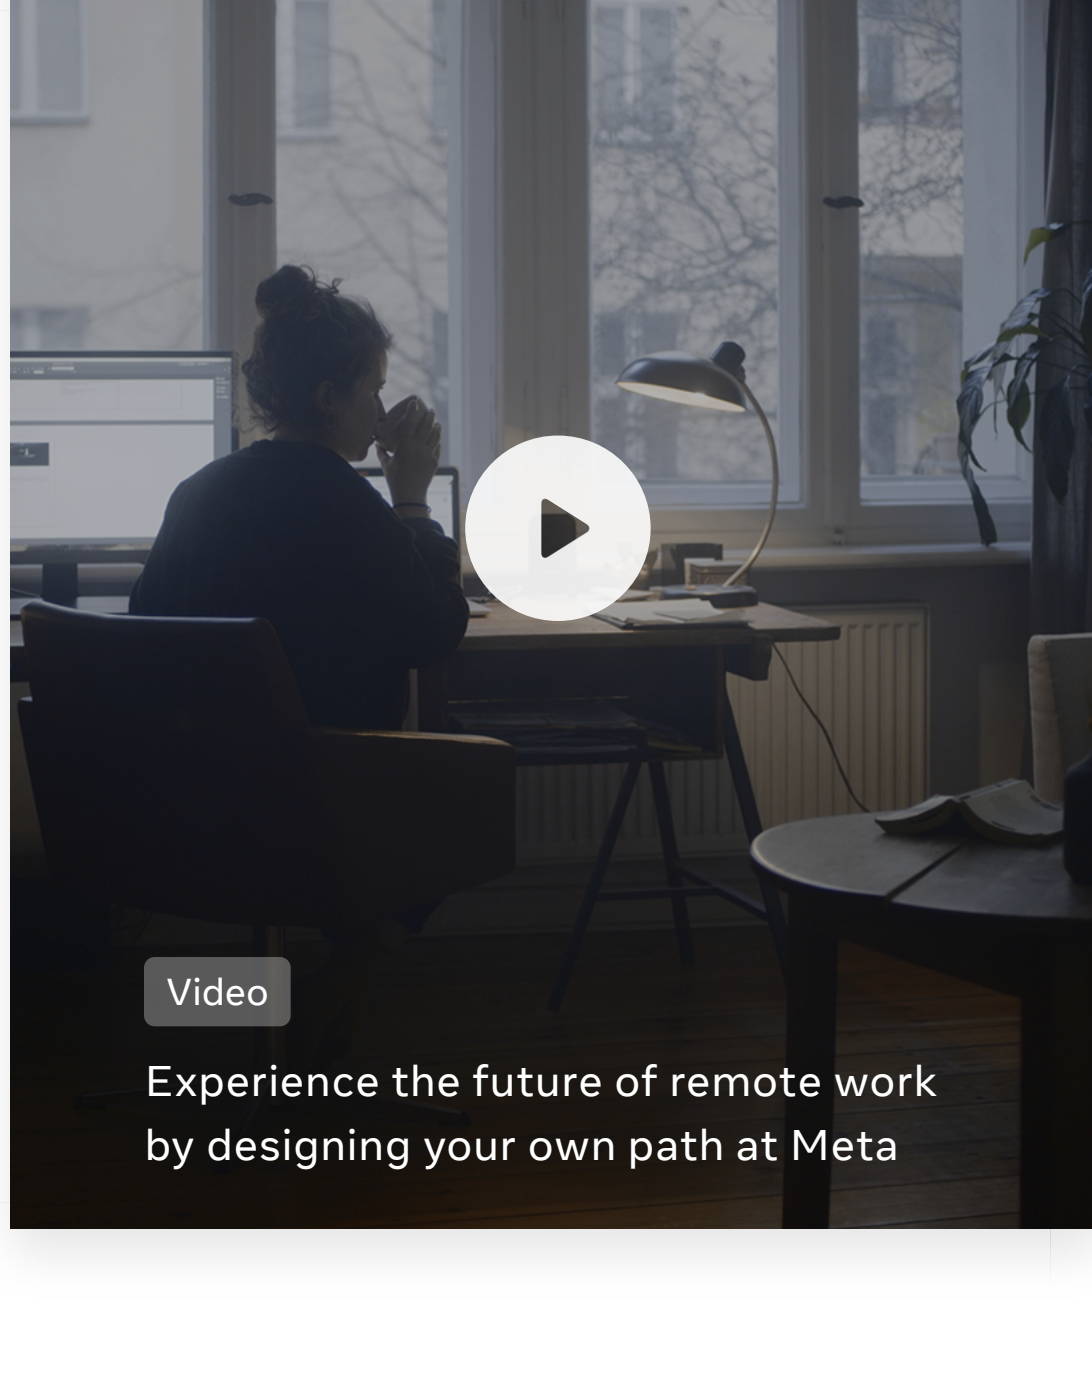 Video
Experience the future of remote work
by designing your own path at Meta